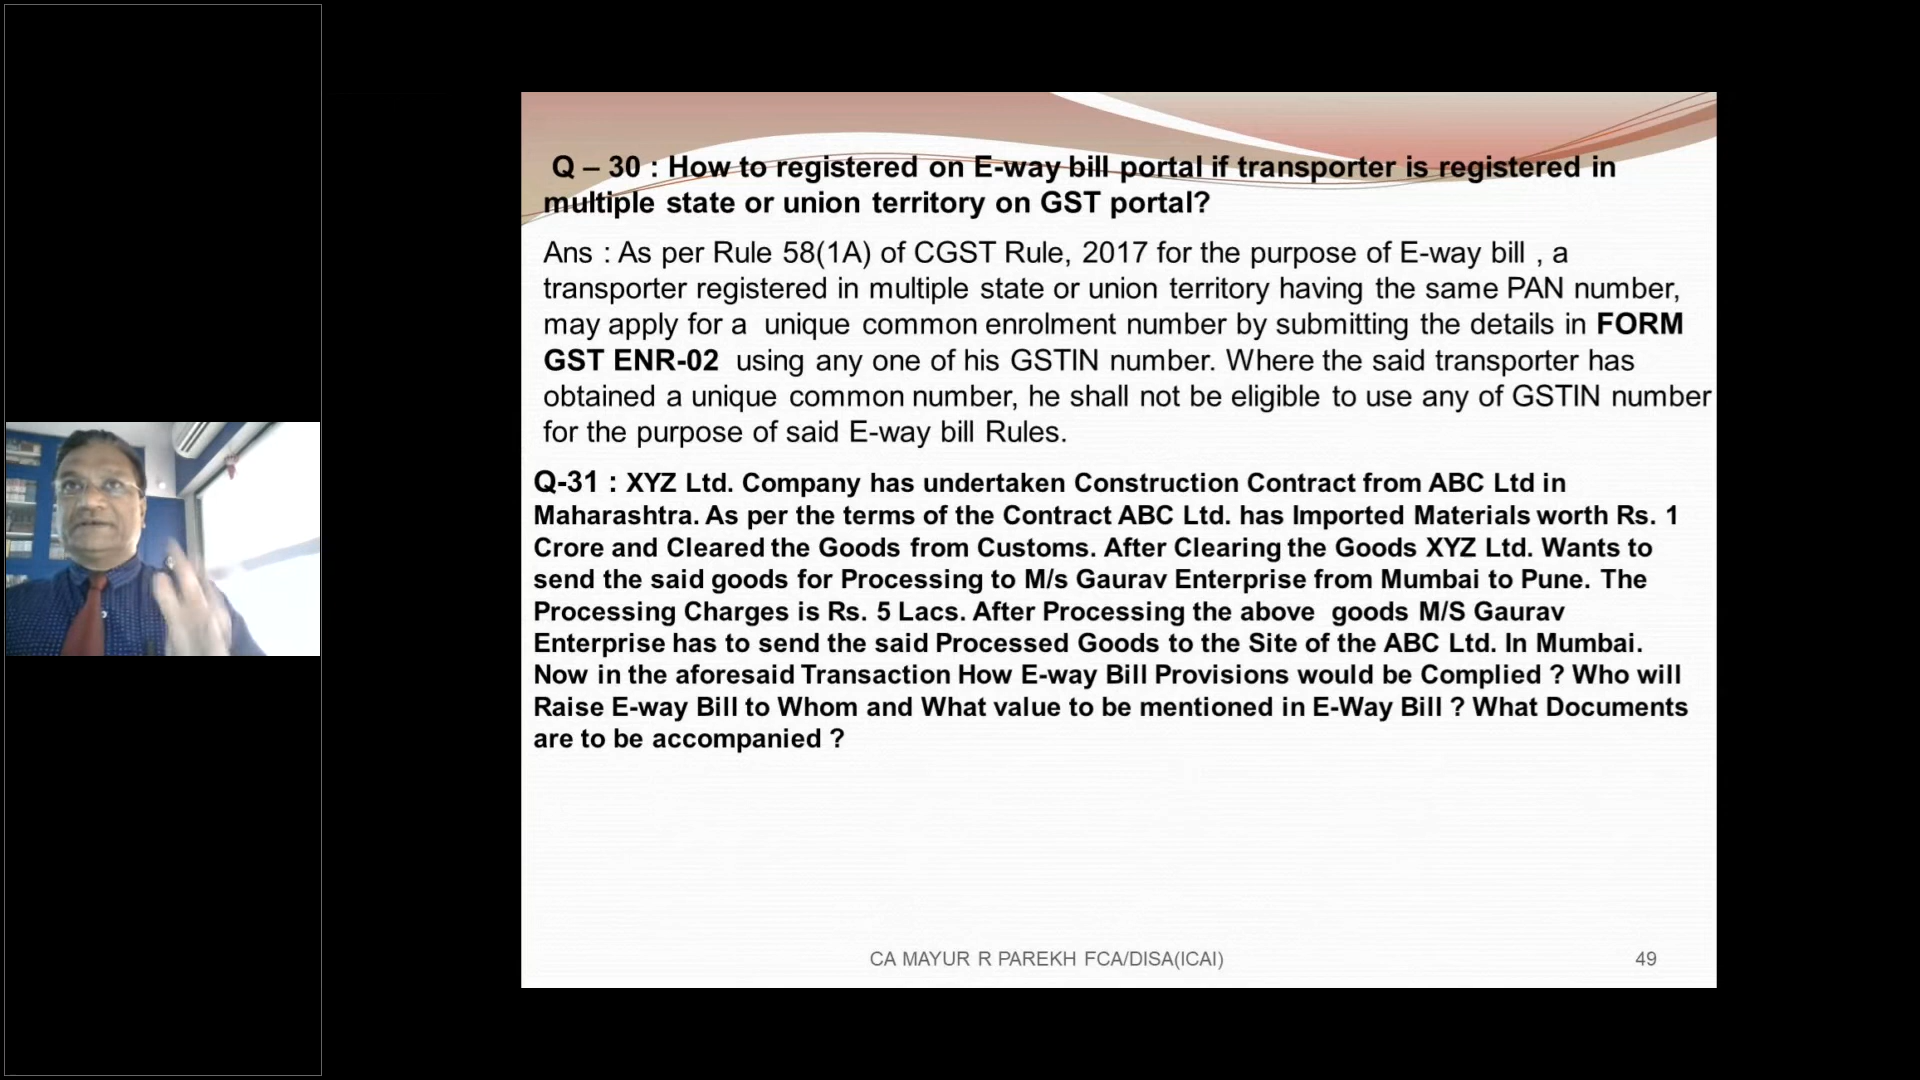 Q – 30 : How to registered on E-way bill portal if transporter is registered in
multiple state or union territory on GST portal?
Ans : As per Rule 58(1A) of CGST Rule, 2017 for the purpose of E-way bill , a
transporter registered in multiple state or union territory having the same PAN number,
may apply for a unique common enrolment number by submitting the details in FORM
GST ENR-02 using any one of his GSTIN number. Where the said transporter has
obtained a unique common number, he shall not be eligible to use any of GSTIN number
for the purpose of said E-way bill Rules.
Q-31 : XYZ Ltd. Company has undertaken Construction Contract from ABC Ltd in
Maharashtra. As per the terms of the Contract ABC Ltd. has Imported Materials worth Rs. 1
Crore and Cleared the Goods from Customs. After Clearing the Goods XYZ Ltd. Wants to
send the said goods for Processing to M/s Gaurav Enterprise from Mumbai to Pune. The
Processing Charges is Rs. 5 Lacs. After Processing the above goods M/S Gaurav
Enterprise has to send the said Processed Goods to the Site of the ABC Ltd. In Mumbai.
Now in the aforesaid Transaction How E-way Bill Provisions would be Complied ? Who will
Raise E-way Bill to Whom and What value to be mentioned in E-Way Bill ? What Documents
are to be accompanied ?
CA MAYUR R PAREKH FCA/DISA(ICAI)
49